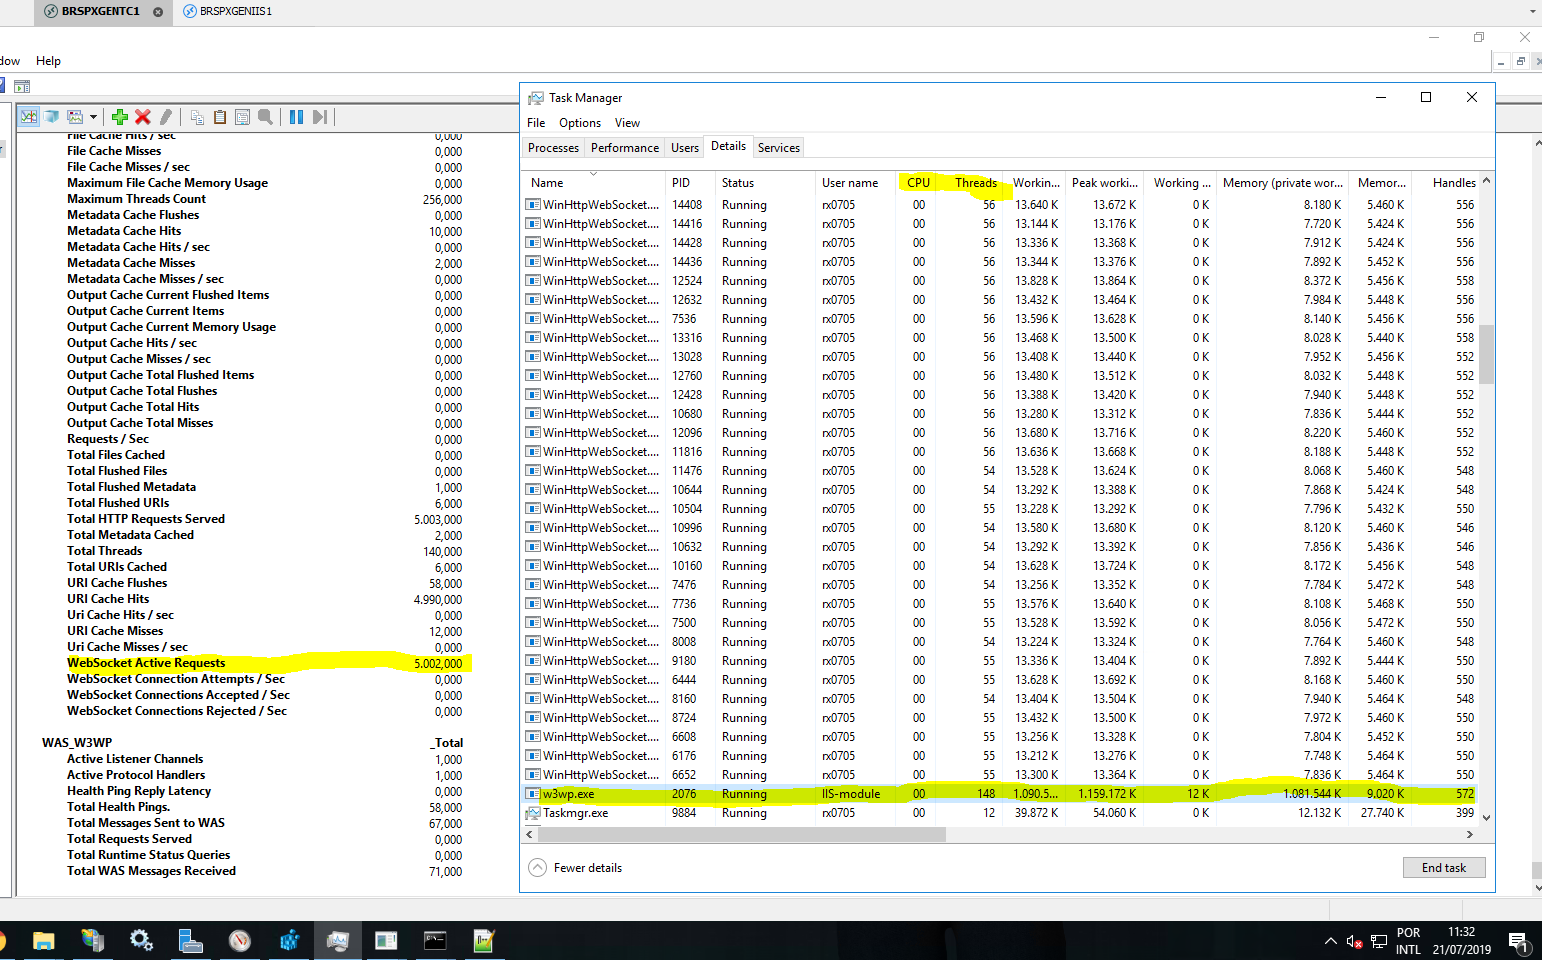 BRSPXGENTC1
BRSPXGENIIS1
dow Help
File Cache Hits / sec 0,000
File Cache Misses 0,000
File Cache Misses / sec 0,000
Maximum File Cache Memory Usage 0,000
Maximum Threads Count 256,000
Metadata Cache Flushes 0,000
Metadata Cache Hits 10,000
Metadata Cache Hits / sec 0,000
Metadata Cache Misses 2,000
Metadata Cache Misses / sec 0,000
Output Cache Current Flushed Items 0,000
Output Cache Current Items 0,000
Output Cache Current Memory Usage 0,000
Output Cache Hits / sec 0,000
Output Cache Misses / sec 0,000
Output Cache Total Flushed Items 0,000
Output Cache Total Flushes 0,000
Output Cache Total Hits 0,000
Output Cache Total Misses 0,000
Requests / Sec 0,000
Total Files Cached 0,000
Total Flushed Files 0,000
Total Flushed Metadata 1,000
Total Flushed URIs 6,000
Total HTTP Requests Served 5.003,000
Total Metadata Cached 2,000
Total Threads 140,000
Total URIs Cached 6,000
URI Cache Flushes 58,000
URI Cache Hits 4.990,000
Uri Cache Hits / sec 0,000
URI Cache Misses 12,000
Uri Cache Misses / sec 0,000
WebSocket Active Requests 5.002,000
WebSocket Connection Attempts / Sec 0,000
WebSocket Connections Accepted / Sec 0,000
WebSocket Connections Rejected / Sec 0,000
WAS_W3WP _Total
Active Listener Channels 1,000
Active Protocol Handlers 1,000
Health Ping Reply Latency 0,000
Total Health Pings. 58,000
Total Messages Sent to WAS 67,000
Total Requests Served 0,000
Total Runtime Status Queries 0,000
Total WAS Messages Received 71,000
Task Manager
File Options View
Processes Performance Users Details Services
Name PID Status User name CPU Threads Workin... Peak worki... Working ... Memory (private wor... Memor... Handles
WinHttpWebSocket.... 14408 Running rx0705 00 56 13.640 K 13.672 K 0 K 8.180 K 5.460 K 556
WinHttpWebSocket.... 14416 Running rx0705 00 56 13.144 K 13.176 K 0 K 7.720 K 5.424 K 556
WinHttpWebSocket.... 14428 Running rx0705 00 56 13.336 K 13.368 K 0 K 7.912 K 5.424 K 556
WinHttpWebSocket.... 14436 Running rx0705 00 56 13.344 K 13.376 K 0 K 7.892 K 5.452 K 556
WinHttpWebSocket.... 12524 Running rx0705 00 56 13.828 K 13.864 K 0 K 8.372 K 5.456 K 558
WinHttpWebSocket.... 12632 Running rx0705 00 56 13.432 K 13.464 K 0 K 7.984 K 5.448 K 556
WinHttpWebSocket.... 7536 Running rx0705 00 56 13.596 K 13.628 K 0 K 8.140 K 5.456 K 556
WinHttpWebSocket.... 13316 Running rx0705 00 56 13.468 K 13.500 K 0 K 8.028 K 5.440 K 558
WinHttpWebSocket.... 13028 Running rx0705 00 56 13.408 K 13.440 K 0 K 7.952 K 5.456 K 552
WinHttpWebSocket.... 12760 Running rx0705 00 56 13.480 K 13.512 K 0 K 8.032 K 5.448 K 552
WinHttpWebSocket.... 12428 Running rx0705 00 56 13.388 K 13.420 K 0 K 7.940 K 5.448 K 552
WinHttpWebSocket.... 10680 Running rx0705 00 56 13.280 K 13.312 K 0 K 7.836 K 5.444 K 552
WinHttpWebSocket.... 12096 Running rx0705 00 56 13.680 K 13.716 K 0 K 8.220 K 5.460 K 552
WinHttpWebSocket.... 11816 Running rx0705 00 56 13.636 K 13.668 K 0 K 8.188 K 5.448 K 552
WinHttpWebSocket.... 11476 Running rx0705 00 54 13.528 K 13.624 K 0 K 8.068 K 5.460 K 548
WinHttpWebSocket.... 10644 Running rx0705 00 54 13.292 K 13.388 K 0 K 7.868 K 5.424 K 548
WinHttpWebSocket.... 10504 Running rx0705 00 55 13.228 K 13.292 K 0 K 7.796 K 5.432 K 550
WinHttpWebSocket.... 10996 Running rx0705 00 54 13.580 K 13.680 K 0 K 8.120 K 5.460 K 546
WinHttpWebSocket.... 10632 Running rx0705 00 54 13.292 K 13.392 K 0 K 7.856 K 5.436 K 546
WinHttpWebSocket.... 10160 Running rx0705 00 54 13.628 K 13.724 K 0 K 8.172 K 5.456 K 548
WinHttpWebSocket.... 7476 Running rx0705 00 54 13.256 K 13.352 K 0 K 7.784 K 5.472 K 548
WinHttpWebSocket.... 7736 Running rx0705 00 55 13.576 K 13.640 K 0 K 8.108 K 5.468 K 550
WinHttpWebSocket.... 7500 Running rx0705 00 55 13.528 K 13.592 K 0 K 8.056 K 5.472 K 550
WinHttpWebSocket.... 8008 Running rx0705 00 54 13.224 K 13.324 K 0 K 7.764 K 5.460 K 548
WinHttpWebSocket.... 9180 Running rx0705 00 55 13.336 K 13.404 K 0 K 7.892 K 5.444 K 550
WinHttpWebSocket.... 6444 Running rx0705 00 55 13.628 K 13.692 K 0 K 8.168 K 5.460 K 550
WinHttpWebSocket.... 8160 Running rx0705 00 54 13.404 K 13.504 K 0 K 7.940 K 5.464 K 548
WinHttpWebSocket.... 8724 Running rx0705 00 55 13.432 K 13.500 K 0 K 7.972 K 5.460 K 550
WinHttpWebSocket.... 6608 Running rx0705 00 55 13.256 K 13.328 K 0 K 7.804 K 5.452 K 550
WinHttpWebSocket.... 6176 Running rx0705 00 55 13.212 K 13.276 K 0 K 7.748 K 5.464 K 550
WinHttpWebSocket.... 6652 Running rx0705 00 55 13.300 K 13.364 K 0 K 7.836 K 5.464 K 550
w3wp.exe 2076 Running IIS-module 00 148 1.090.5... 1.159.172 K 12 K 1.081.544 K 9.020 K 572
Taskmgr.exe 9884 Running rx0705 00 12 39.872 K 54.060 K 0 K 12.132 K 27.740 K 399
Fewer details
End task
POR 11:32
INTL 21/07/2019
1